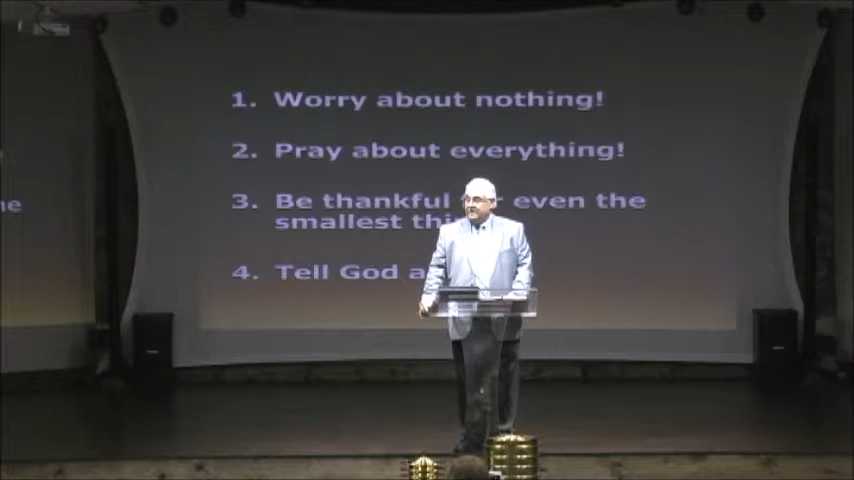 1. Worry about nothing!
2. Pray about everything!
3. Be thankful even the
smallest
4. Tell God